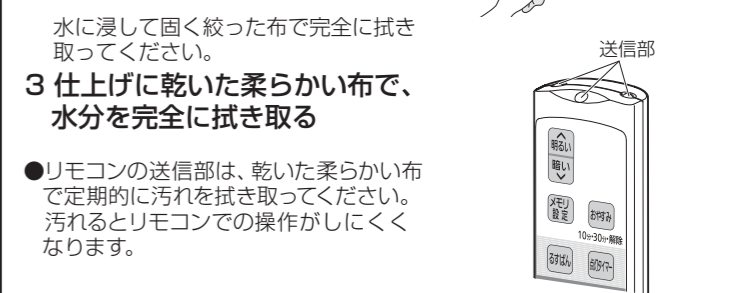 水に浸して固く絞った布で完全に拭き
取ってください。
3 仕上げに乾いた柔らかい布で、
水分を完全に拭き取る
●リモコンの送信部は、乾いた柔らかい布
で定期的に汚れを拭き取ってください。
汚れるとリモコンでの操作がしにくく
なります。
送信部
明るい
暗い
メモリ
設定
おやすみ
10分・30分・解除
るすばん
点灯タイマー